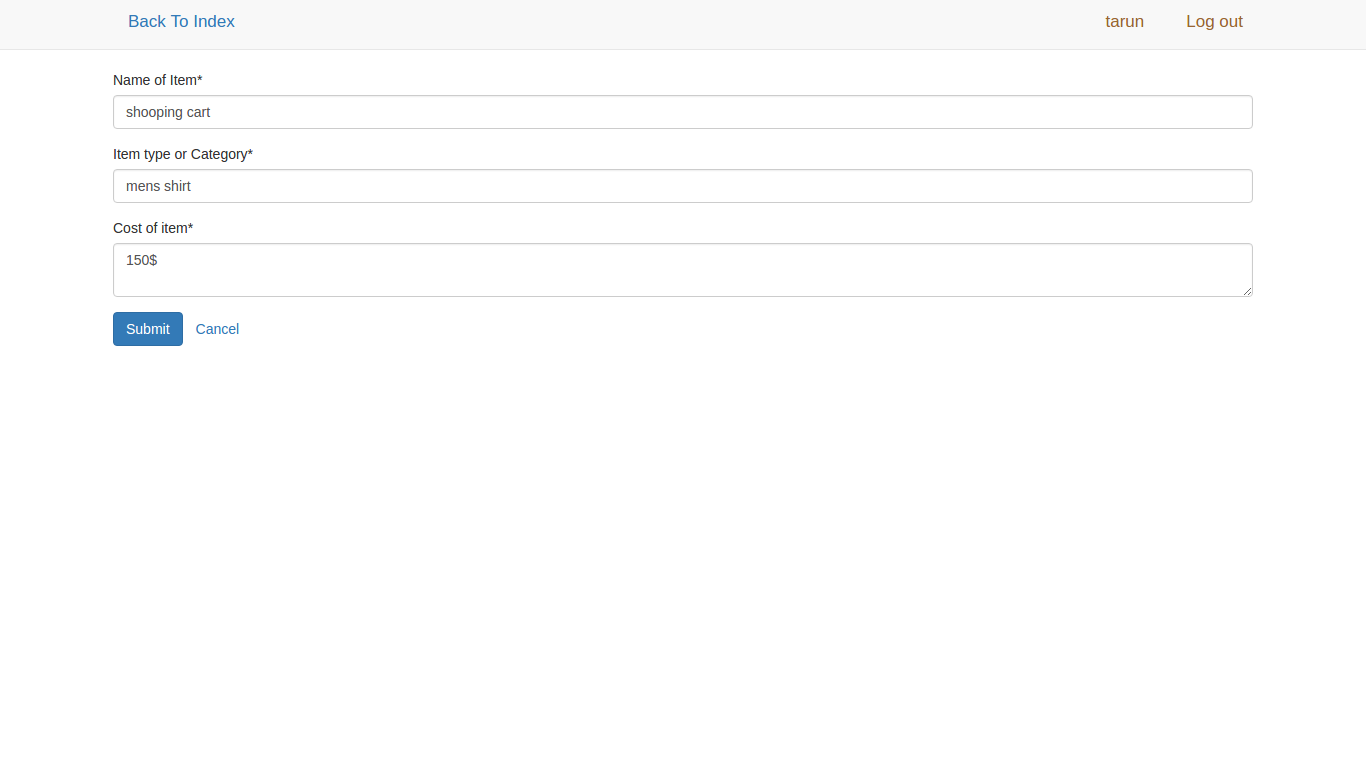 Back To Index tarun Log out
Name of Item*
shooping cart
Item type or Category*
mens shirt
Cost of item*
150$
Submit Cancel